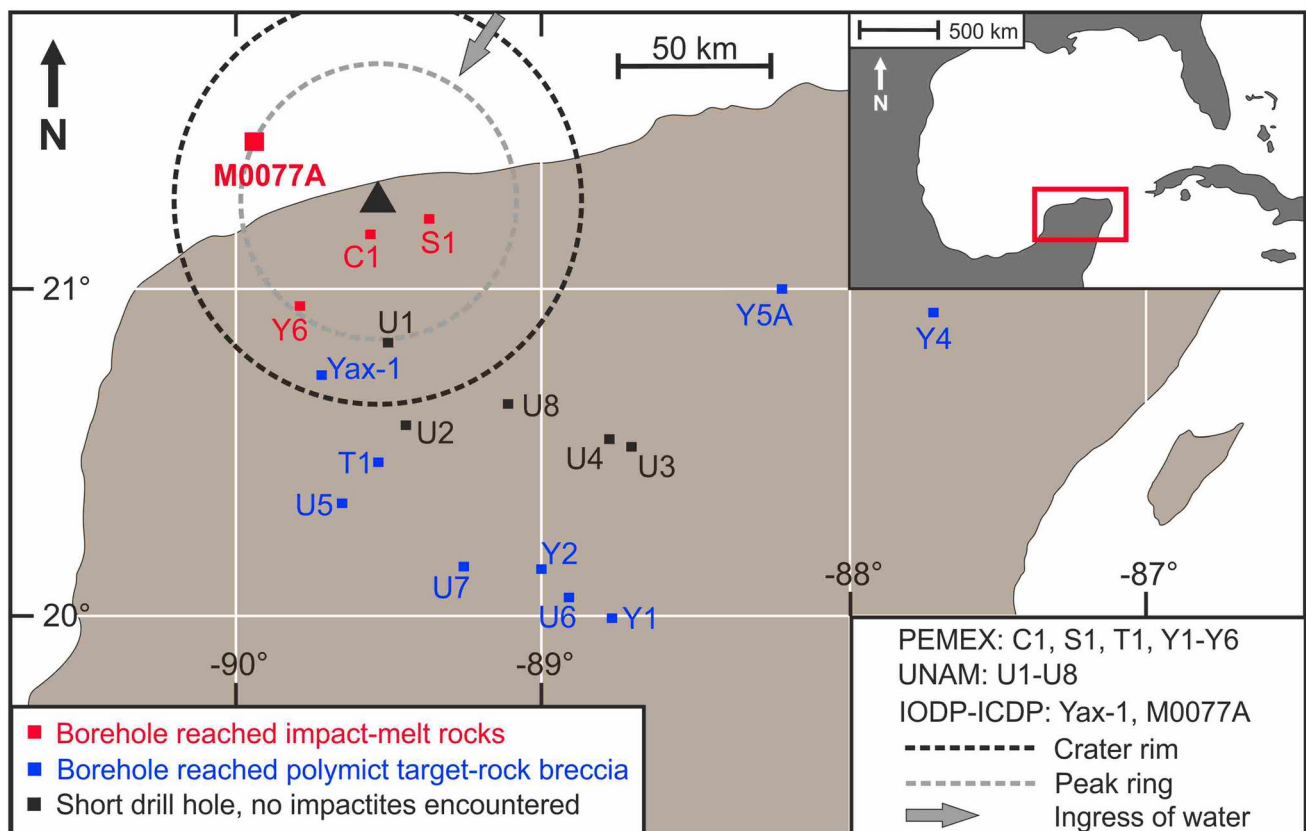 50 km
500 km
N
N
M0077A
C1
S1
21°
Y6
U1
Y5A
Y4
Yax-1
U2
U8
U4
U3
T1
U5
Y2
U7
U6
Y1
-88°
-87°
20°
-90°
-89°
Borehole reached impact-melt rocks
Borehole reached polymict target-rock breccia
Short drill hole, no impactites encountered
PEMEX: C1, S1, T1, Y1-Y6
UNAM: U1-U8
IODP-ICDP: Yax-1, M0077A
Crater rim
Peak ring
Ingress of water